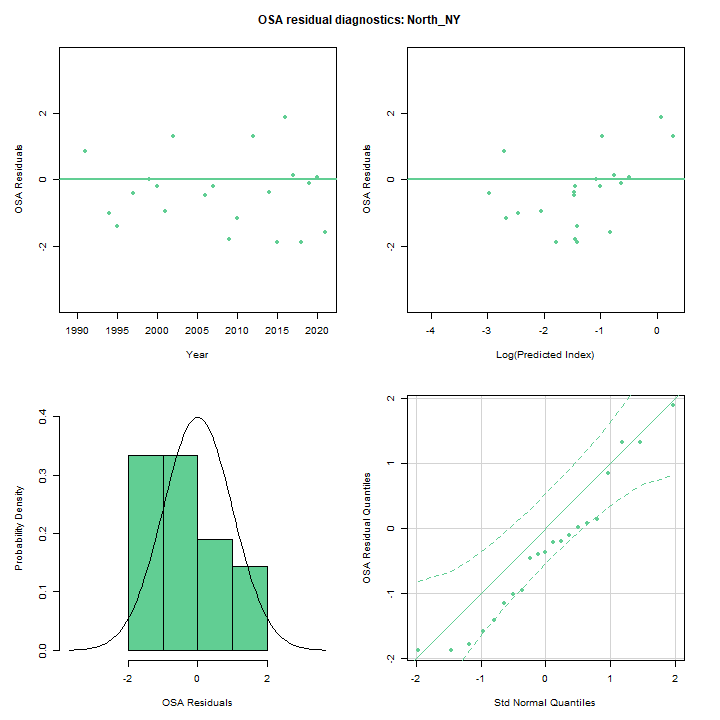 OSA residual diagnostics: North_NY
OSA Residuals
2
0
-2
1990 1995 2000 2005 2010 2015 2020
Year
OSA Residuals
2
0
-2
-4 -3 -2 -1 0
Log(Predicted Index)
Probability Density
0.4
0.3
0.2
0.1
0.0
-2 0 2
OSA Residuals
OSA Residual Quantiles
2
1
0
-1
-2
-2 -1 0 1 2
Std Normal Quantiles